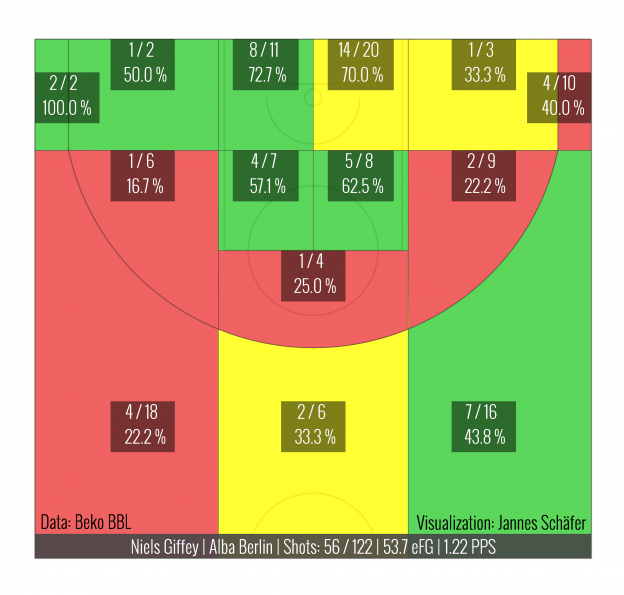 1 / 2
50.0 %
8 / 11
72.7 %
14 / 20
70.0 %
1 / 3
33.3 %
2 / 2
100.0 %
4 / 10
40.0 %
1 / 6
16.7 %
4 / 7
57.1 %
5 / 8
62.5 %
2 / 9
22.2 %
1 / 4
25.0 %
4 / 18
22.2 %
2 / 6
33.3 %
7 / 16
43.8 %
Data: Beko BBL
Visualization: Jannes Schäfer
Niels Giffey | Alba Berlin | Shots: 56 / 122 | 53.7 eFG | 1.22 PPS